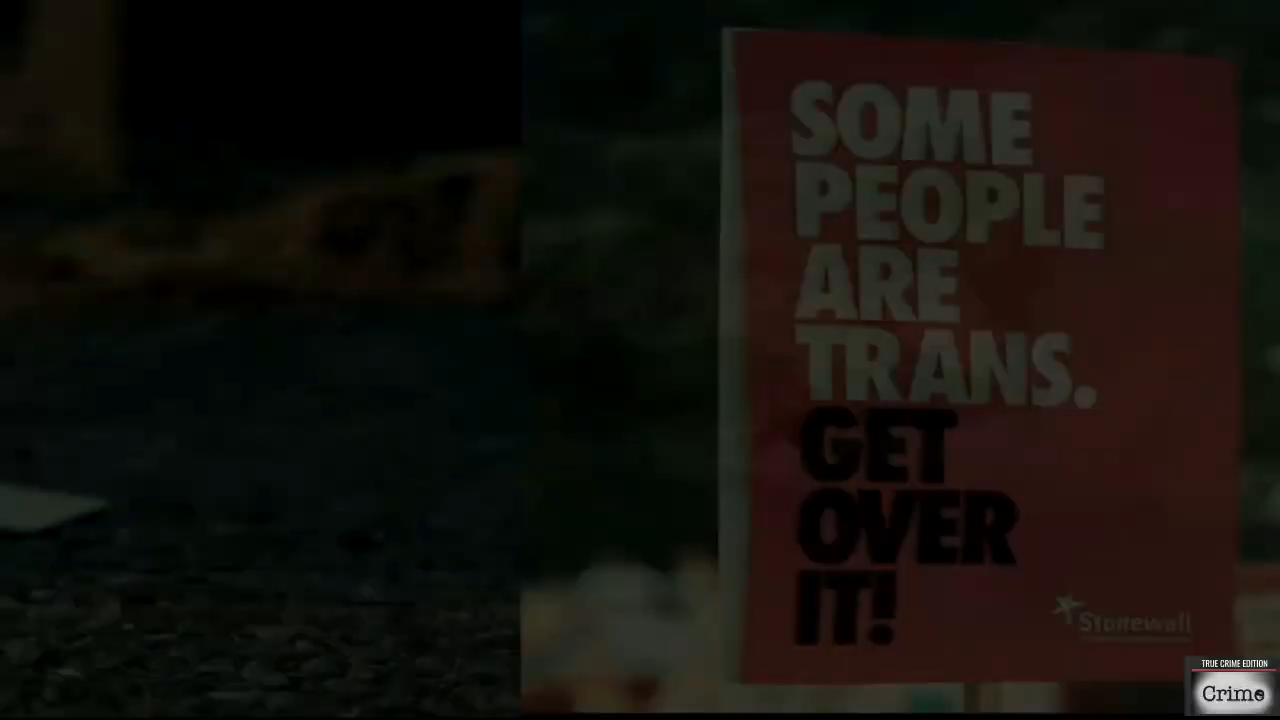 SOME
PEOPLE
ARE
TRANS.
GET
OVER
IT!
Stonewall
TRUE CRIME EDITION
Crime